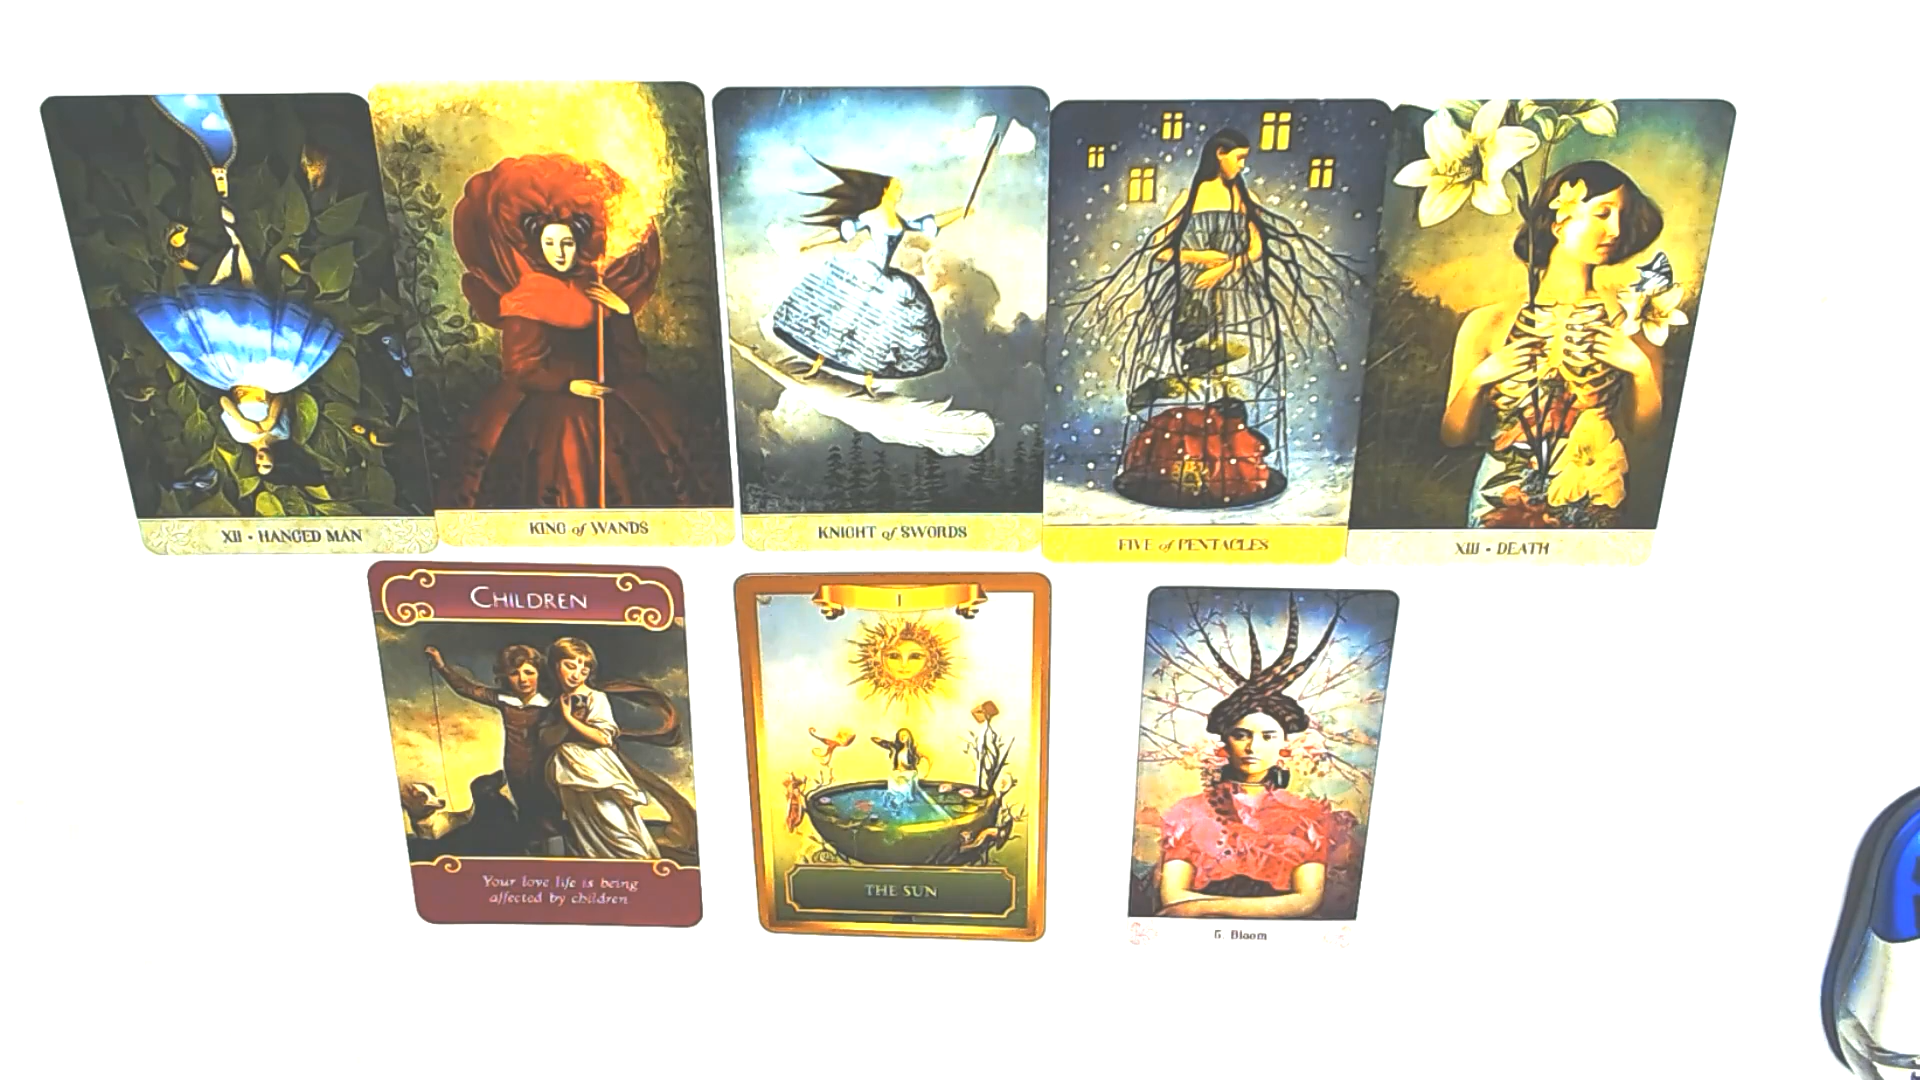 XII • HANGED MAN
KING of WANDS
KNIGHT of SWORDS
FIVE of PENTACLES
XIII • DEATH
CHILDREN
Your love life is being
affected by children
I
THE SUN
6. Bloom